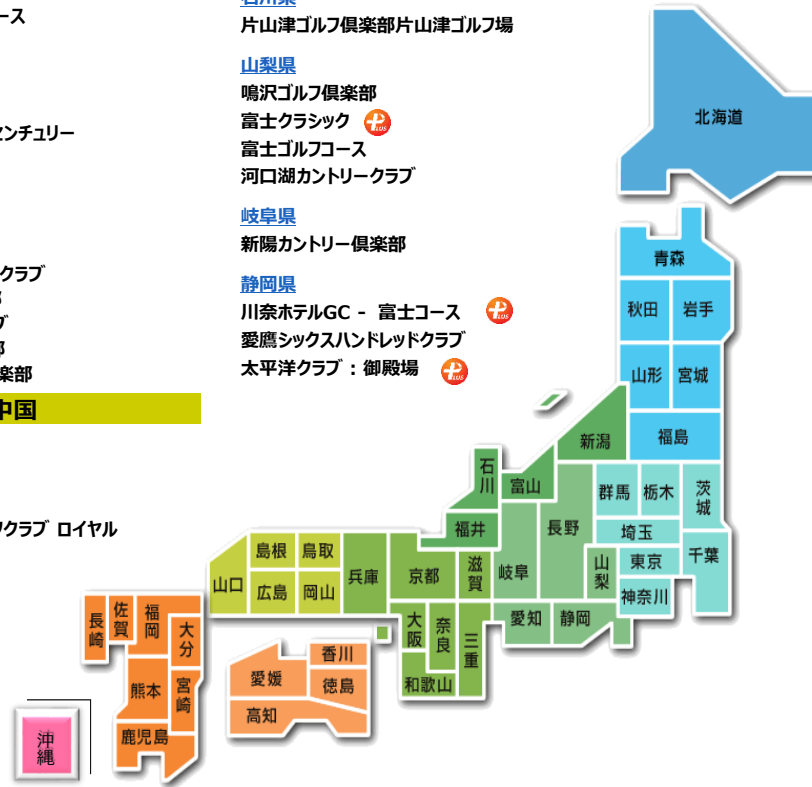 ース
センチュリー
クラブ
ブ
部
楽部
中国
クラブ ロイヤル
石川県
片山津ゴルフ倶楽部片山津ゴルフ場
山梨県
鳴沢ゴルフ倶楽部
富士クラシック PLUS
富士ゴルフコース
河口湖カントリークラブ
岐阜県
新陽カントリー倶楽部
静岡県
川奈ホテルGC - 富士コース PLUS
愛鷹シックスハンドレッドクラブ
太平洋クラブ：御殿場 PLUS
北海道
青森
秋田
岩手
山形
宮城
福島
新潟
石川
富山
福井
群馬
栃木
茨城
長野
埼玉
千葉
山梨
東京
神奈川
岐阜
愛知
静岡
滋賀
京都
兵庫
大阪
奈良
三重
和歌山
島根
鳥取
山口
広島
岡山
香川
愛媛
徳島
高知
長崎
佐賀
福岡
大分
熊本
宮崎
鹿児島
沖縄